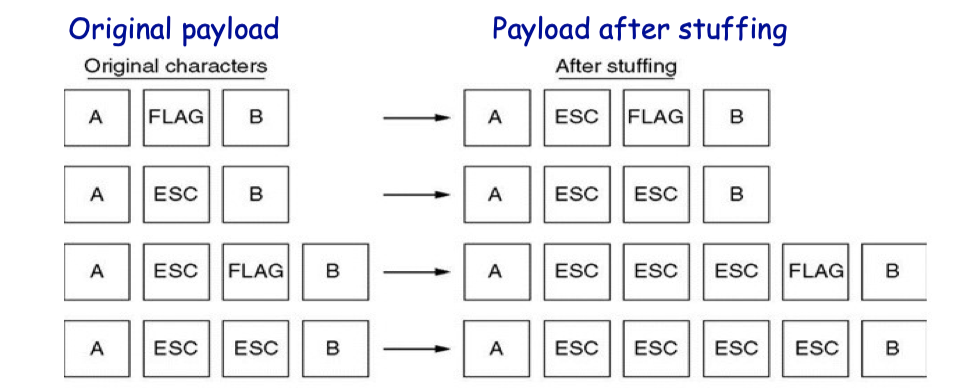 Original payload Payload after stuffing
Original characters After stuffing
A FLAG B A ESC FLAG B
A ESC B A ESC ESC B
A ESC FLAG B A ESC ESC ESC FLAG B
A ESC ESC B A ESC ESC ESC ESC B